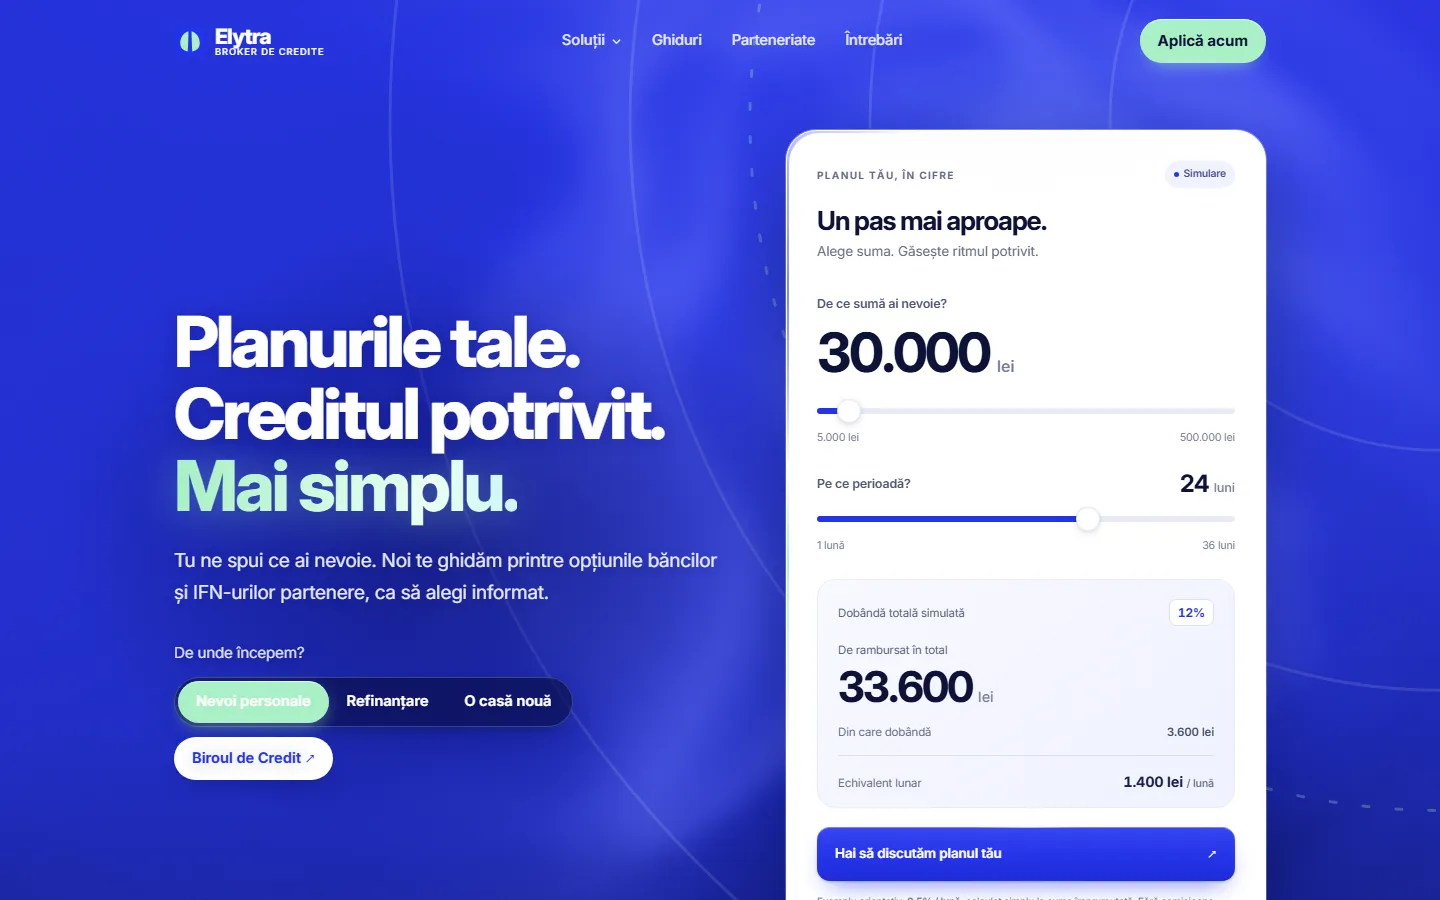 Elytra
BROKER DE CREDITE
Soluții
Ghiduri
Parteneriate
Întrebări
Aplică acum
Planurile tale.
Creditul potrivit.
Mai simplu.
Tu ne spui ce ai nevoie. Noi te ghidăm printre opțiunile băncilor
și IFN-urilor partenere, ca să alegi informat.
De unde începem?
Nevoi personale
Refinanțare
O casă nouă
Biroul de Credit ↗
PLANUL TĂU, ÎN CIFRE
Simulare
Un pas mai aproape.
Alege suma. Găsește ritmul potrivit.
De ce sumă ai nevoie?
30.000 lei
5.000 lei
500.000 lei
Pe ce perioadă?
24 luni
1 lună
36 luni
Dobândă totală simulată
12%
De rambursat în total
33.600 lei
Din care dobândă
3.600 lei
Echivalent lunar
1.400 lei / lună
Hai să discutăm planul tău ↗